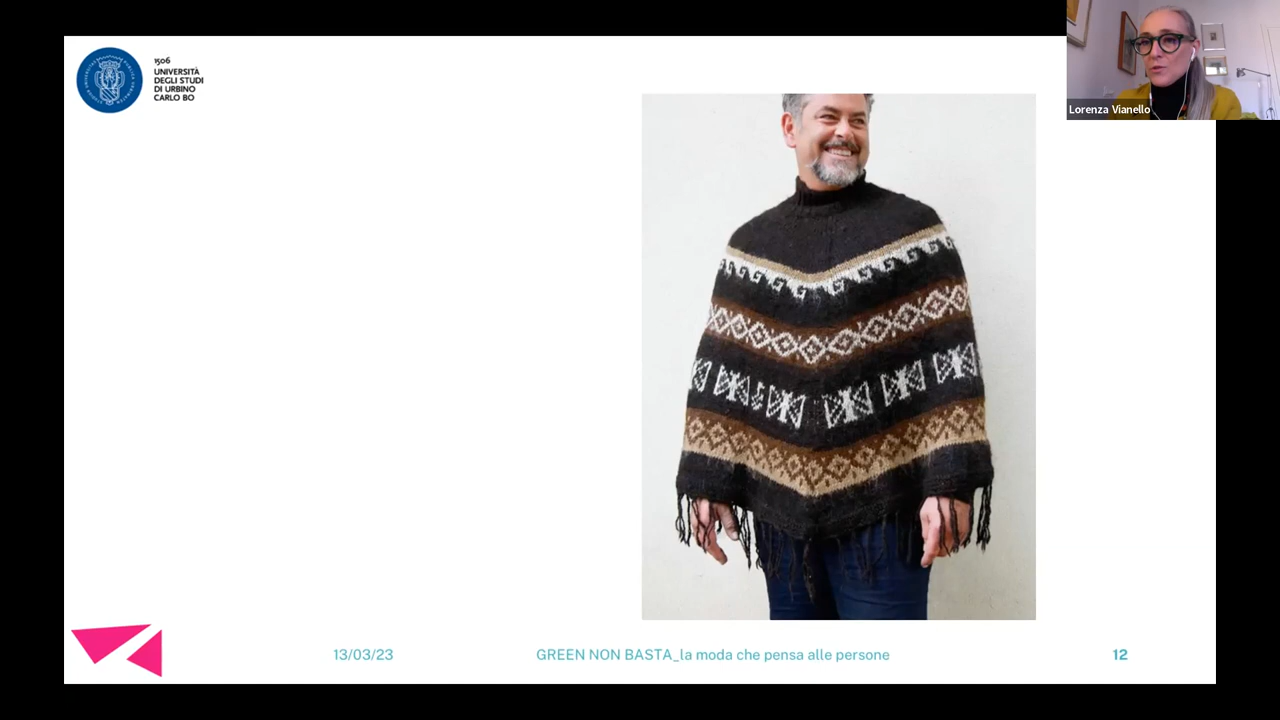 1506
UNIVERSITÀ
DEGLI STUDI
DI URBINO
CARLO BO
Lorenza Vianello
13/03/23
GREEN NON BASTA_la moda che pensa alle persone
12